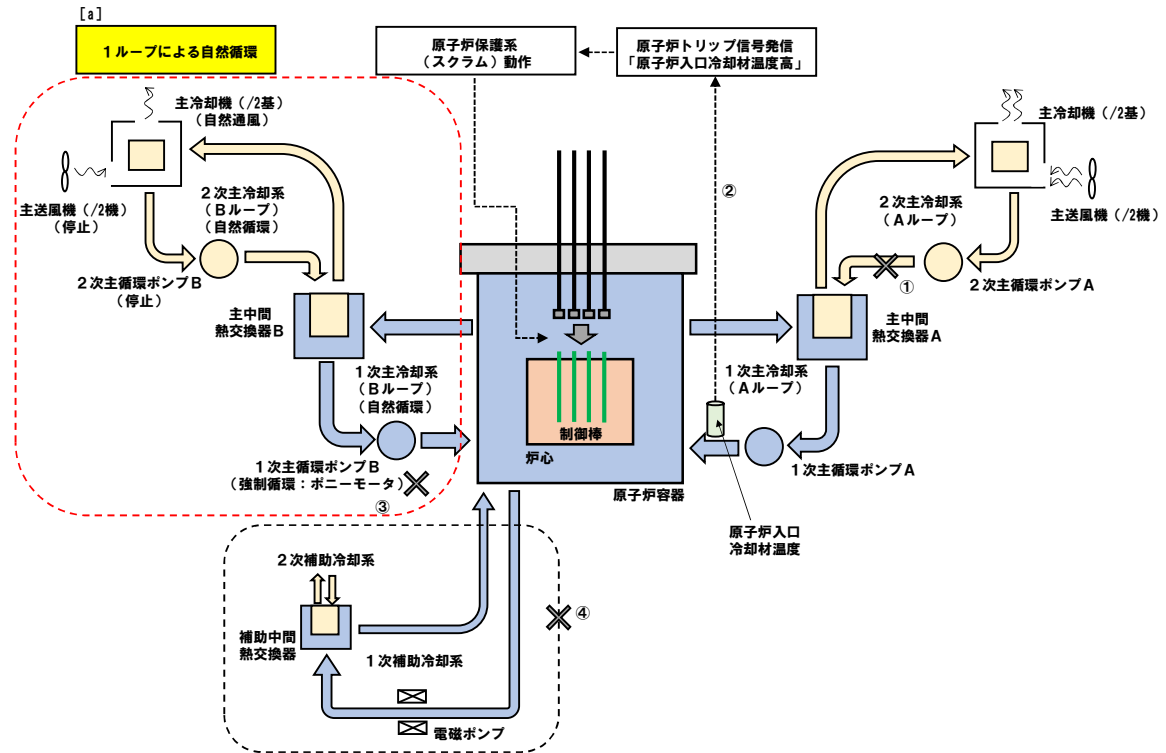 [a]
1ループによる自然循環
原子炉保護系
(スクラム)動作
原子炉トリップ信号発信
「原子炉入口冷却材温度高」
主冷却機(/2基)
(自然通風)
主送風機(/2機)
(停止)
2次主冷却系
(Bループ)
(自然循環)
2次主循環ポンプB
(停止)
主中間
熱交換器B
1次主冷却系
(Bループ)
(自然循環)
1次主循環ポンプB
(強制循環:ポニーモータ)
③
②
主冷却機(/2基)
主送風機(/2機)
2次主冷却系
(Aループ)
①
2次主循環ポンプA
主中間
熱交換器A
1次主冷却系
(Aループ)
1次主循環ポンプA
制御棒
炉心
原子炉容器
原子炉入口
冷却材温度
2次補助冷却系
④
補助中間
熱交換器
1次補助冷却系
電磁ポンプ